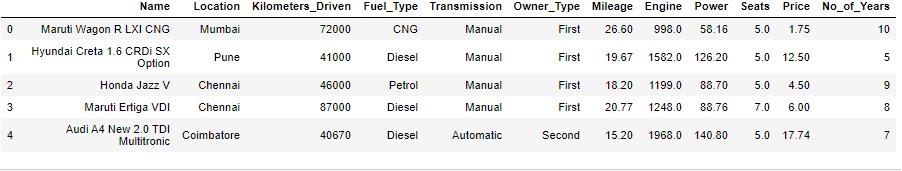 Name Location Kilometers_Driven Fuel_Type Transmission Owner_Type Mileage Engine Power Seats Price No_of_Years
0 Maruti Wagon R LXI CNG Mumbai 72000 CNG Manual First 26.60 998.0 58.16 5.0 1.75 10
1 Hyundai Creta 1.6 CRDi SX Option Pune 41000 Diesel Manual First 19.67 1582.0 126.20 5.0 12.50 5
2 Honda Jazz V Chennai 46000 Petrol Manual First 18.20 1199.0 88.70 5.0 4.50 9
3 Maruti Ertiga VDI Chennai 87000 Diesel Manual First 20.77 1248.0 88.76 7.0 6.00 8
4 Audi A4 New 2.0 TDI Multitronic Coimbatore 40670 Diesel Automatic Second 15.20 1968.0 140.80 5.0 17.74 7